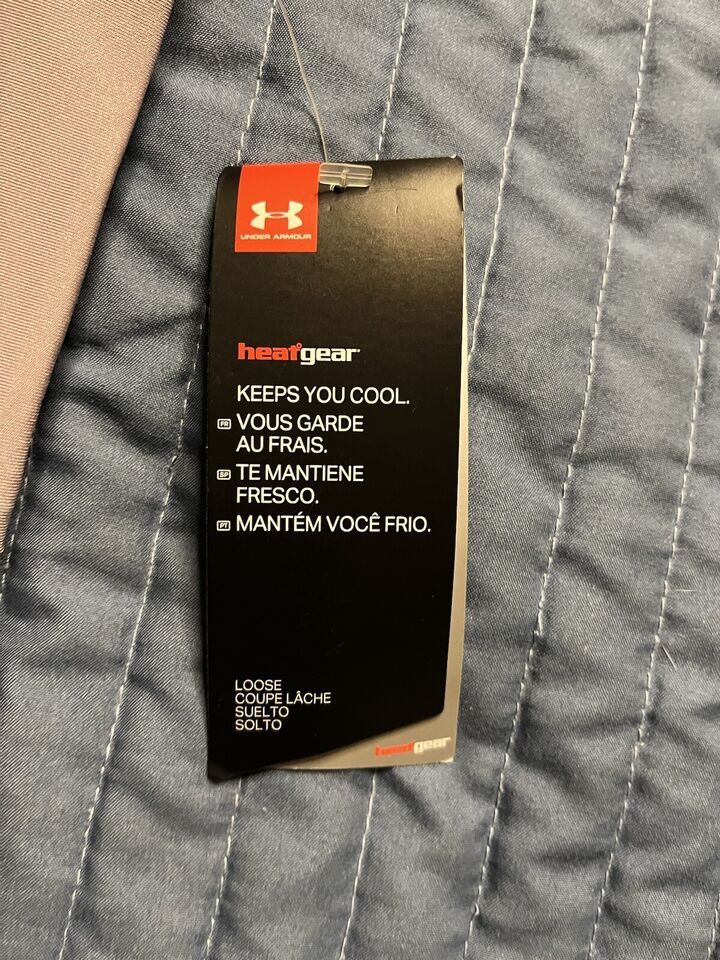 UNDER ARMOUR
heatgear
KEEPS YOU COOL.
FR VOUS GARDE
AU FRAIS.
SP TE MANTIENE
FRESCO.
PT MANTÉM VOCÊ FRIO.
LOOSE
COUPE LÂCHE
SUELTO
SOLTO
heatgear